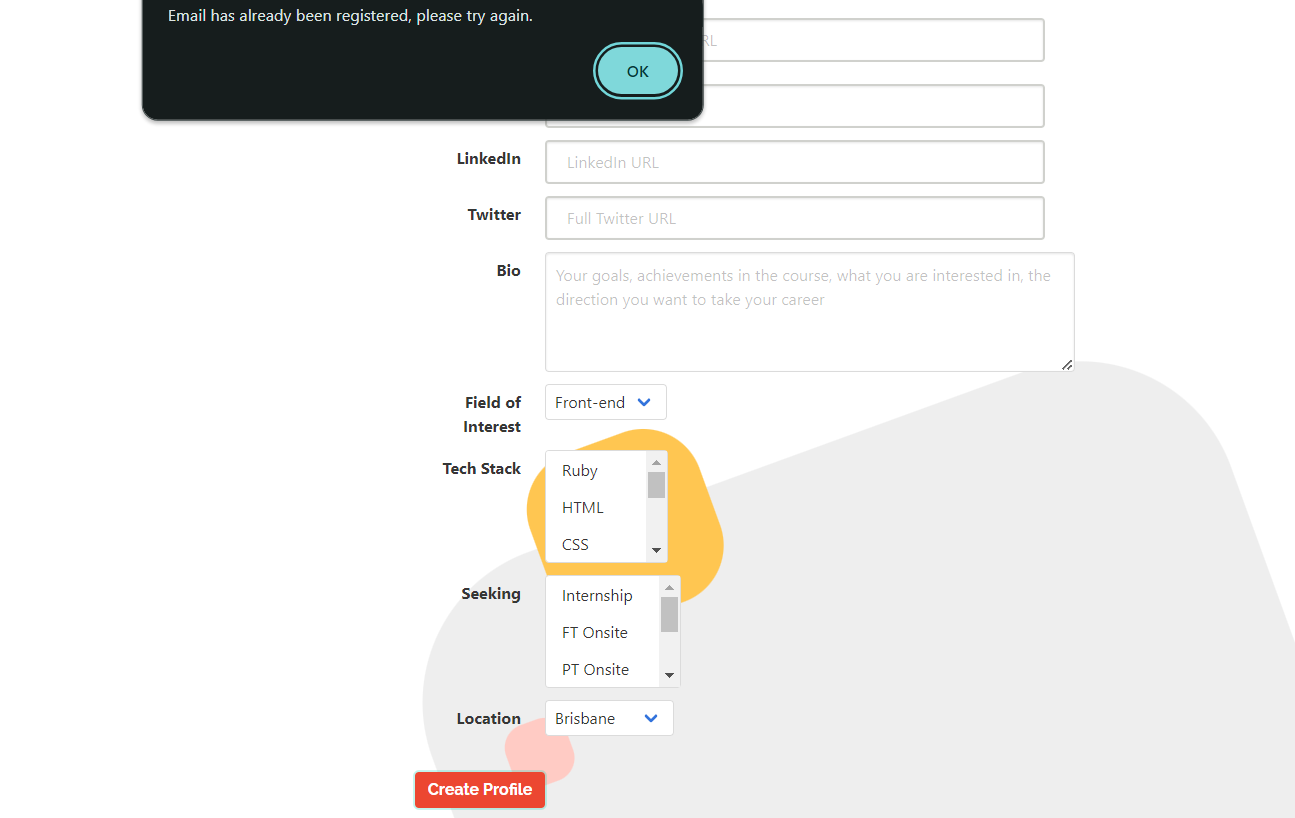 Email has already been registered, please try again.
OK
LinkedIn
LinkedIn URL
Twitter
Full Twitter URL
Bio
Your goals, achievements in the course, what you are interested in, the
direction you want to take your career
Field of
Interest
Front-end
Tech Stack
Ruby
HTML
CSS
Seeking
Internship
FT Onsite
PT Onsite
Location
Brisbane
Create Profile